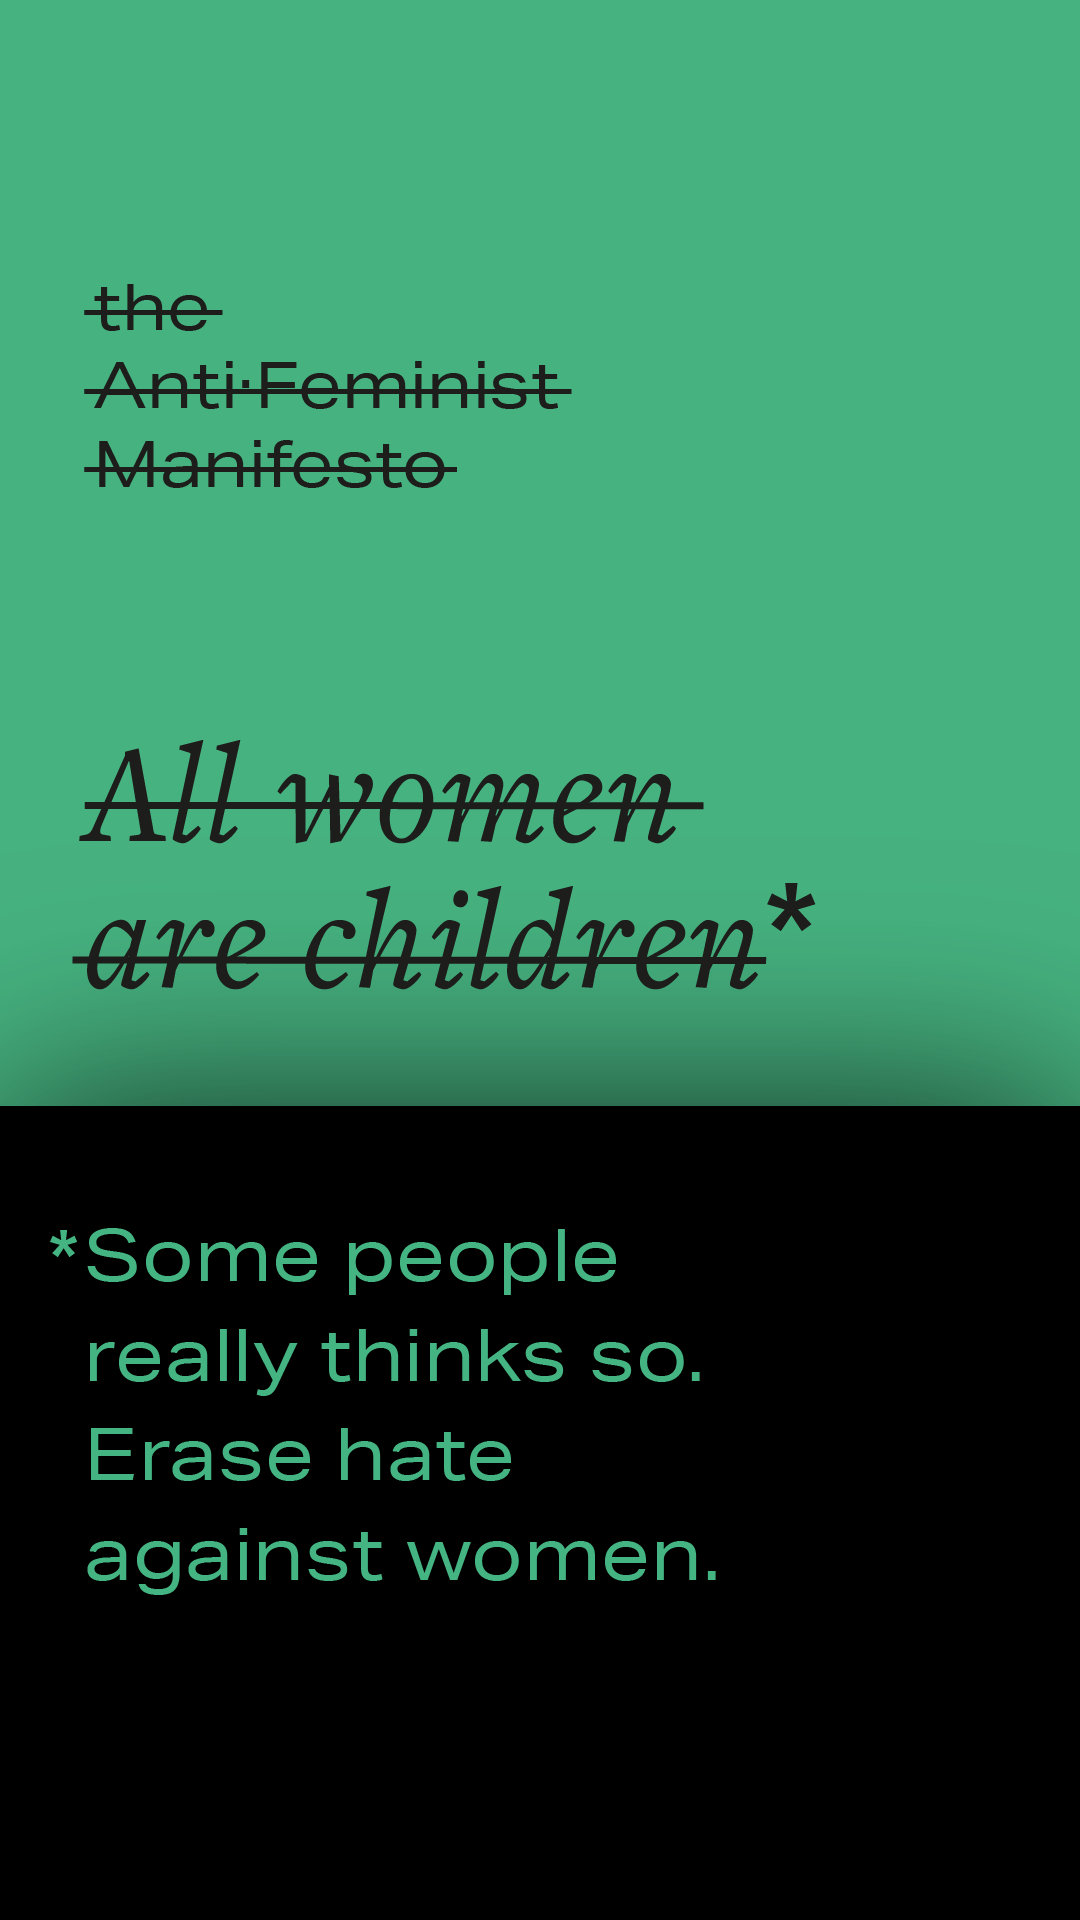 the
Anti·Feminist
Manifesto
All women
are children*
*Some people
really thinks so.
Erase hate
against women.